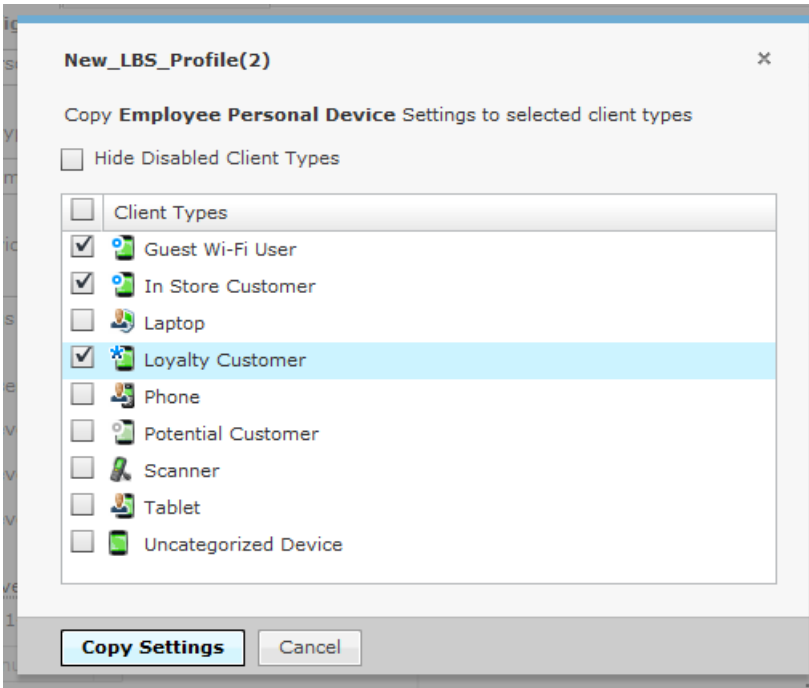 New_LBS_Profile(2)
Copy Employee Personal Device Settings to selected client types
Hide Disabled Client Types
Client Types
Guest Wi-Fi User
In Store Customer
Laptop
Loyalty Customer
Phone
Potential Customer
Scanner
Tablet
Uncategorized Device
Copy Settings
Cancel